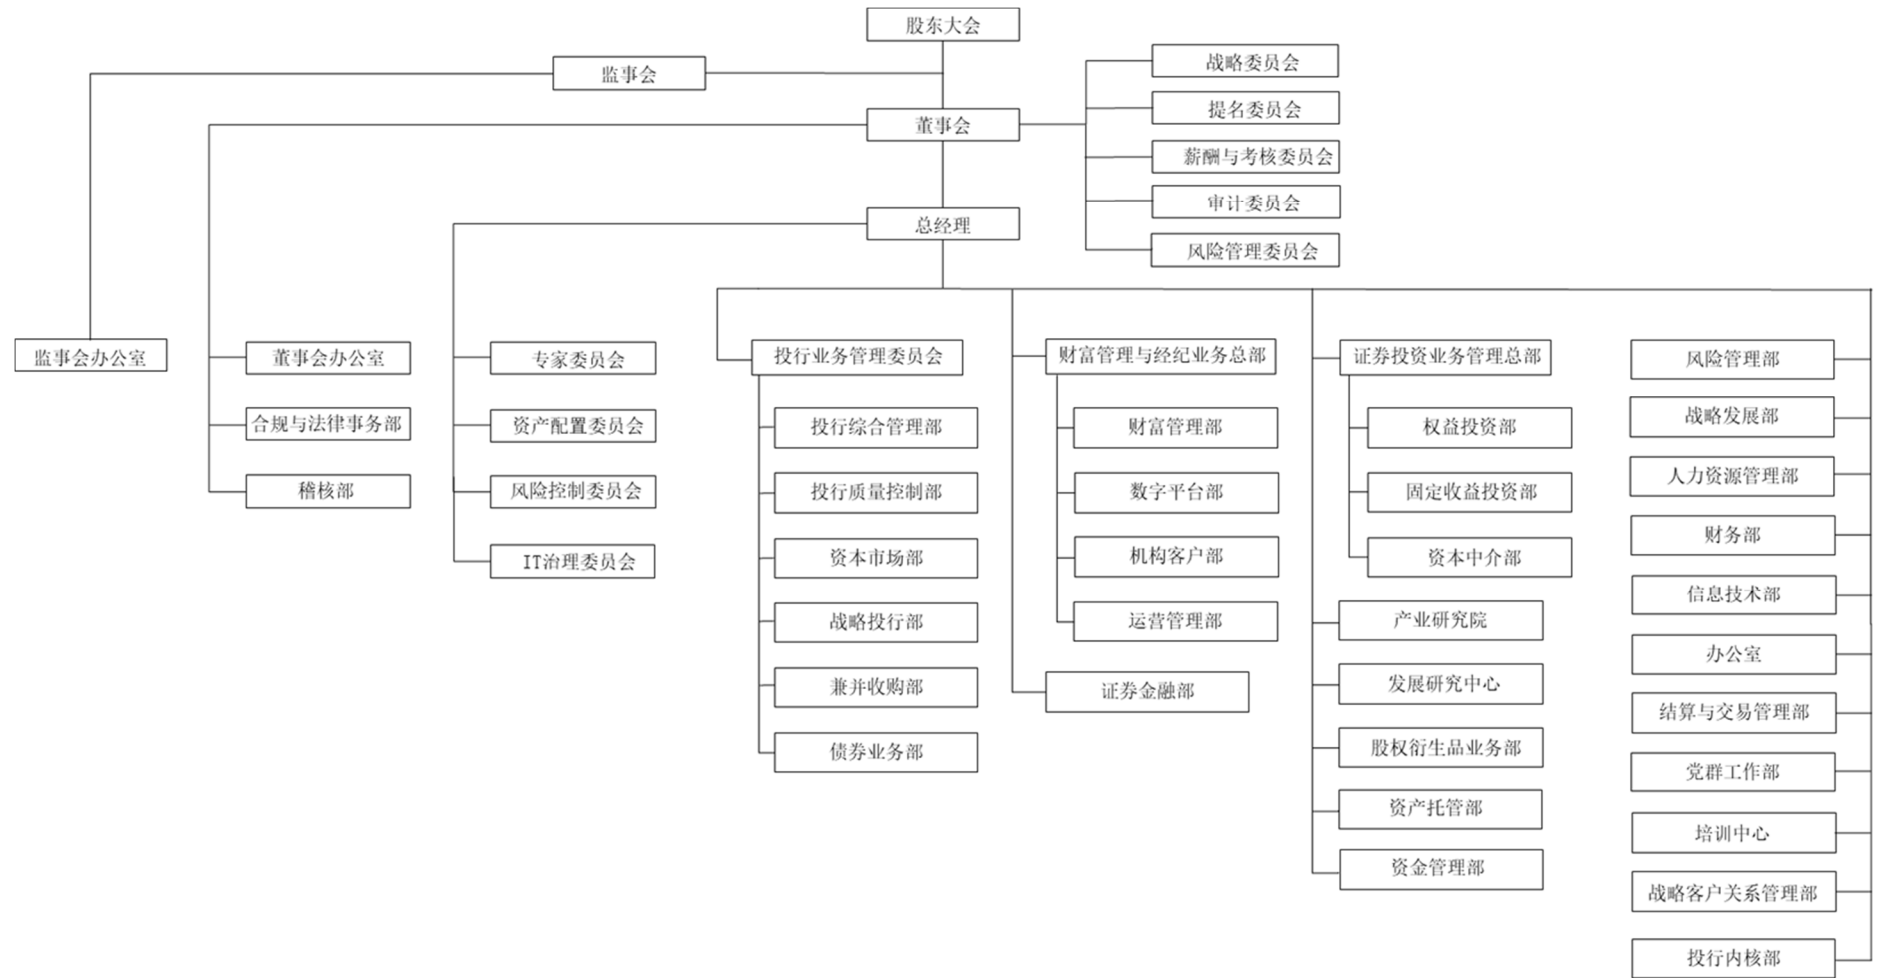 股东大会
监事会
董事会
战略委员会
提名委员会
薪酬与考核委员会
审计委员会
风险管理委员会
总经理
监事会办公室
董事会办公室
合规与法律事务部
稽核部
专家委员会
资产配置委员会
风险控制委员会
IT治理委员会
投行业务管理委员会
投行综合管理部
投行质量控制部
资本市场部
战略投行部
兼并收购部
债券业务部
财富管理与经纪业务总部
财富管理部
数字平台部
机构客户部
运营管理部
证券金融部
证券投资业务管理总部
权益投资部
固定收益投资部
资本中介部
产业研究院
发展研究中心
股权衍生品业务部
资产托管部
资金管理部
风险管理部
战略发展部
人力资源管理部
财务部
信息技术部
办公室
结算与交易管理部
党群工作部
培训中心
战略客户关系管理部
投行内核部